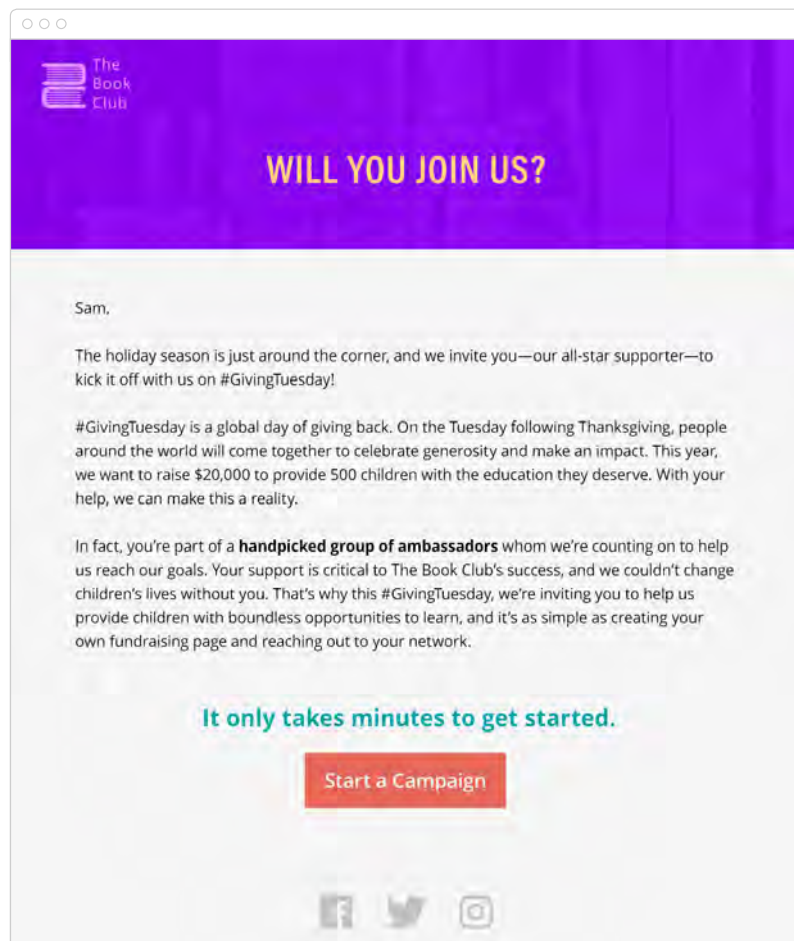 The
Book
Club
WILL YOU JOIN US?
Sam,
The holiday season is just around the corner, and we invite you—our all-star supporter—to
kick it off with us on #GivingTuesday!
#GivingTuesday is a global day of giving back. On the Tuesday following Thanksgiving, people
around the world will come together to celebrate generosity and make an impact. This year,
we want to raise $20,000 to provide 500 children with the education they deserve. With your
help, we can make this a reality.
In fact, you’re part of a handpicked group of ambassadors whom we’re counting on to help
us reach our goals. Your support is critical to The Book Club’s success, and we couldn’t change
children’s lives without you. That’s why this #GivingTuesday, we’re inviting you to help us
provide children with boundless opportunities to learn, and it’s as simple as creating your
own fundraising page and reaching out to your network.
It only takes minutes to get started.
Start a Campaign